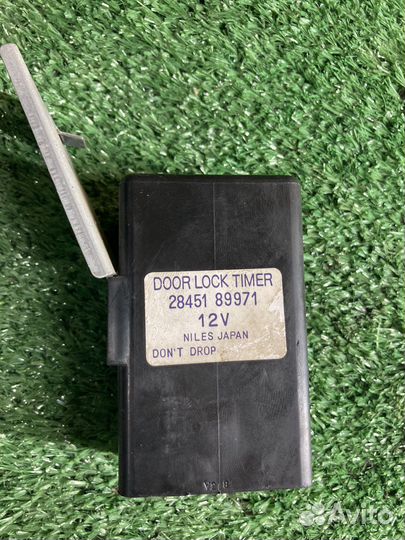 DOOR LOCK TIMER
28451 89971
12V
NILES JAPAN
DON'T DROP
Avito